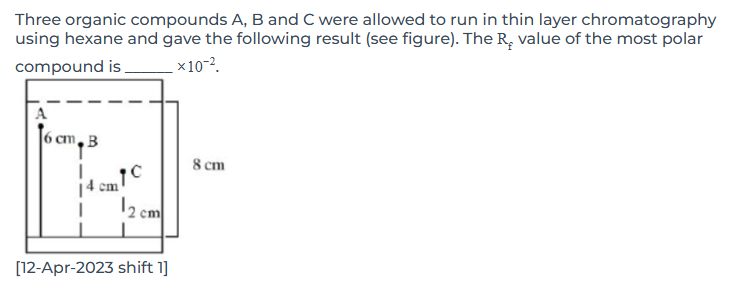 Three organic compounds A, B and C were allowed to run in thin layer chromatography
using hexane and gave the following result (see figure). The R_f value of the most polar
compound is ______ ×10⁻².
A
6 cm B
8 cm
C
4 cm
2 cm
[12-Apr-2023 shift 1]